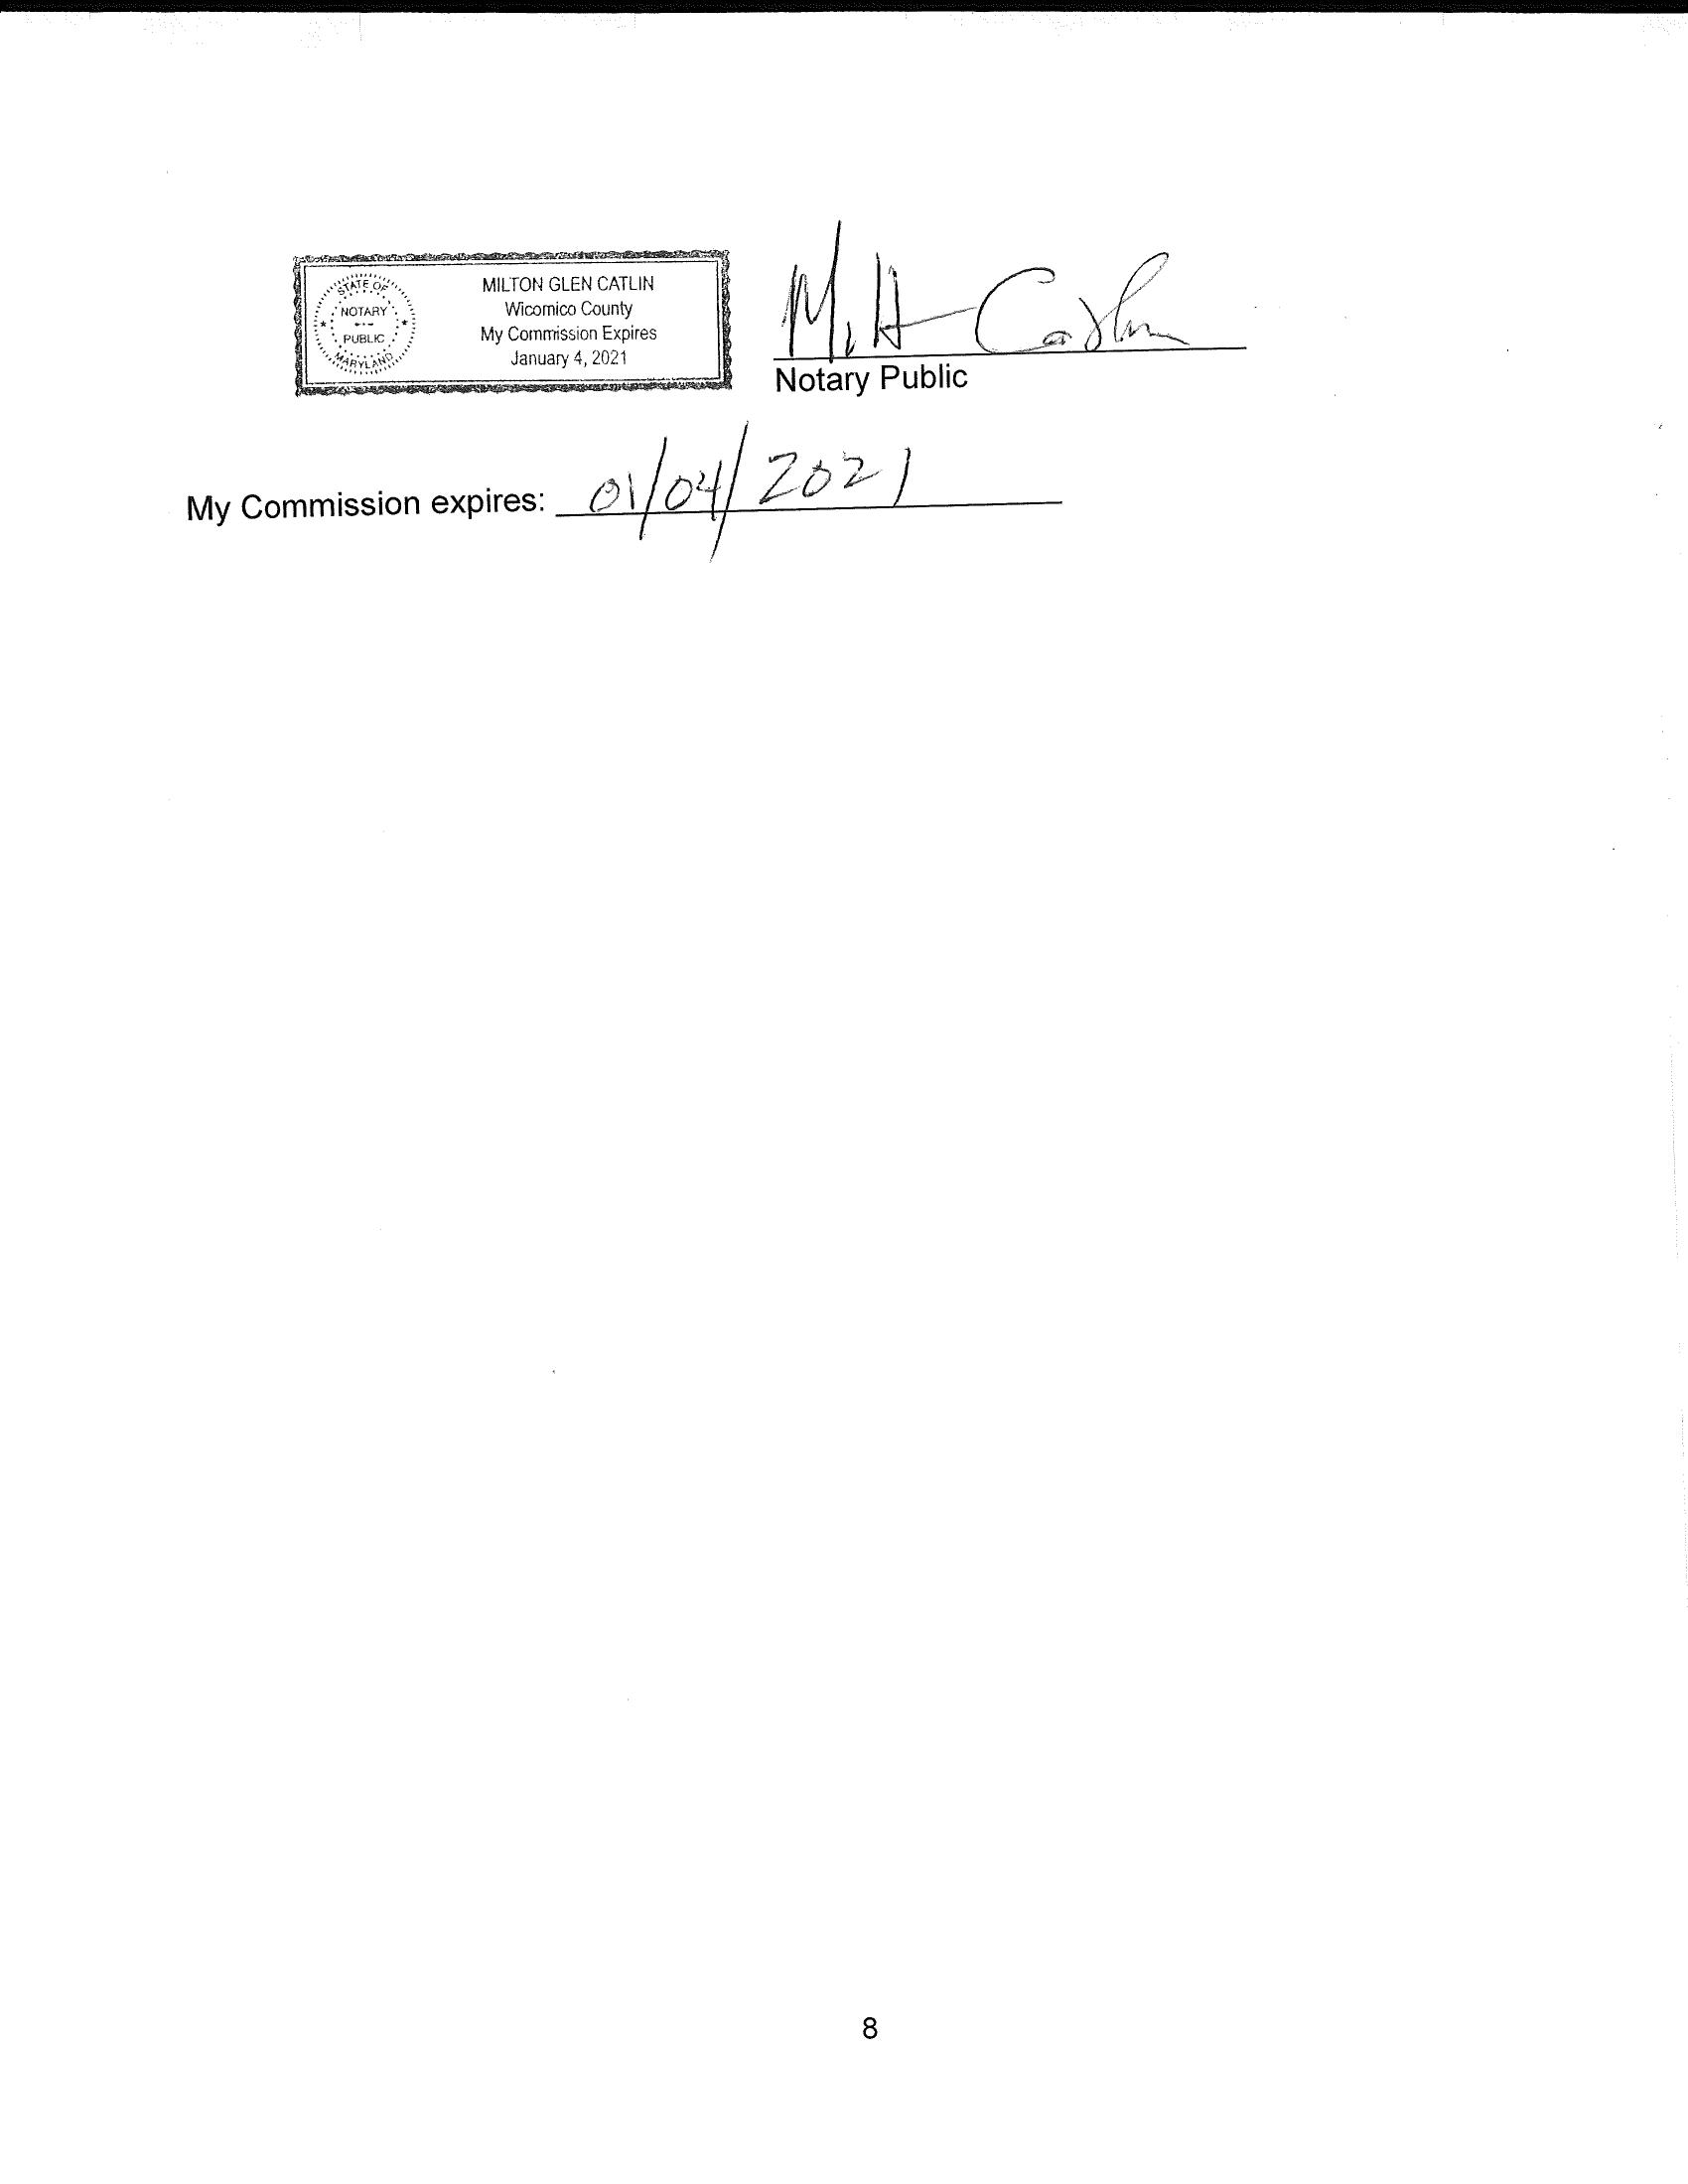 STATE OF
NOTARY
PUBLIC
MARYLAND
MILTON GLEN CATLIN
Wicomico County
My Commission Expires
January 4, 2021
Milt Catlin
Notary Public
My Commission expires: 01/04/2021
8